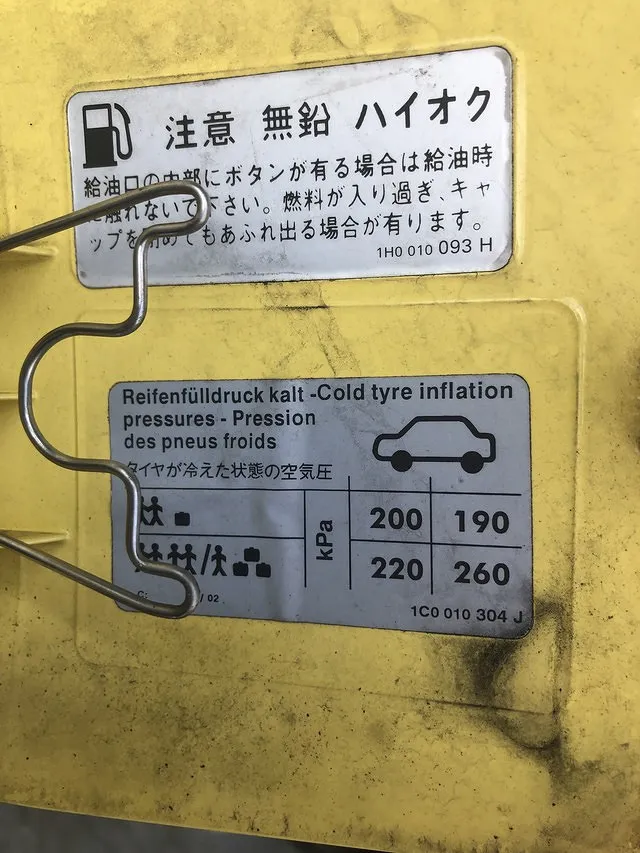 注意 無鉛 ハイオク
給油口の内部にボタンが有る場合は給油時
触れないで下さい。燃料が入り過ぎ、キャ
ップを閉めてもあふれ出る場合が有ります。
1H0 010 093 H
Reifenfülldruck kalt -Cold tyre inflation
pressures - Pression
des pneus froids
タイヤが冷えた状態の空気圧
kPa
200 190
/
220 260
/ 02
1C0 010 304 J